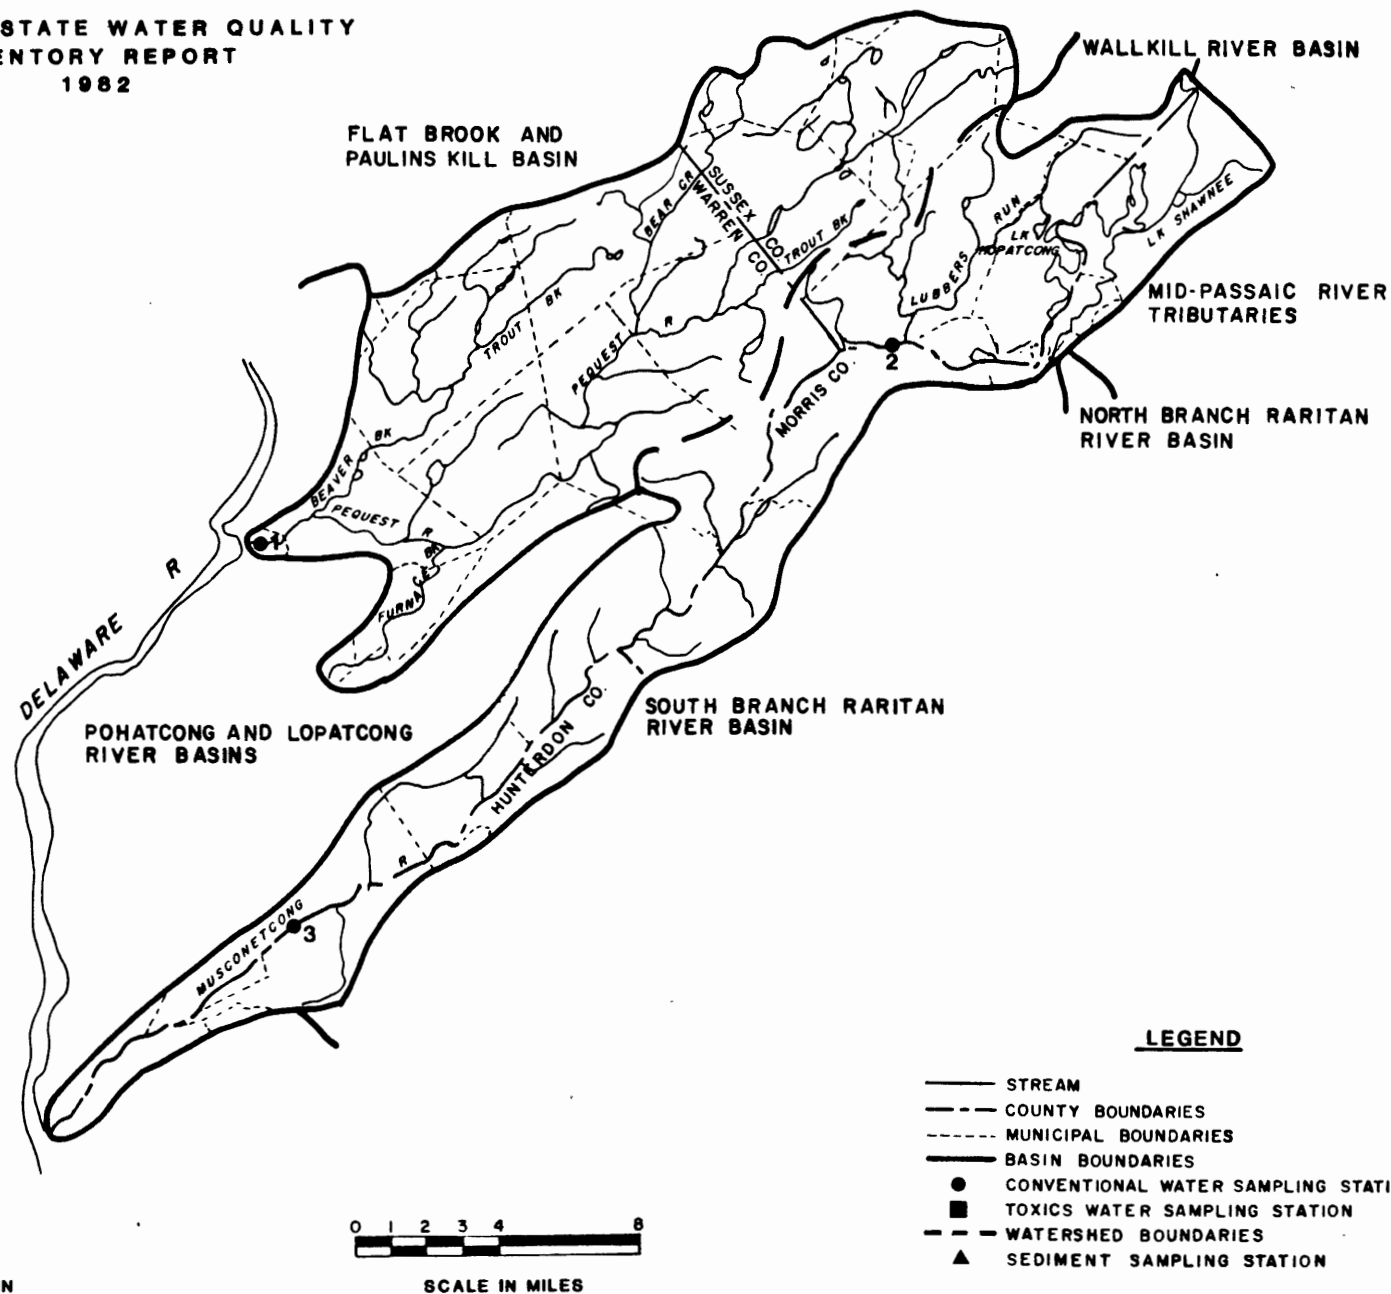 STATE WATER QUALITY
ENTORY REPORT
1982
WALLKILL RIVER BASIN
FLAT BROOK AND
PAULINS KILL BASIN
BEAR CR
SUSSEX CO.
WARREN CO.
TROUT BK
LUBBERS RUN
LK
HOPATCONG
LK SHAWNEE
MID-PASSAIC RIVER
TRIBUTARIES
TROUT BK
PEQUEST R
2
MORRIS CO.
NORTH BRANCH RARITAN
RIVER BASIN
BEAVER BK
PEQUEST R
1
FURNACE BK
DELAWARE R
POHATCONG AND LOPATCONG
RIVER BASINS
SOUTH BRANCH RARITAN
RIVER BASIN
HUNTERDON CO.
MUSCONETCONG R
3
LEGEND
STREAM
COUNTY BOUNDARIES
MUNICIPAL BOUNDARIES
BASIN BOUNDARIES
CONVENTIONAL WATER SAMPLING STATI
TOXICS WATER SAMPLING STATION
WATERSHED BOUNDARIES
SEDIMENT SAMPLING STATION
0 1 2 3 4 8
SCALE IN MILES
N